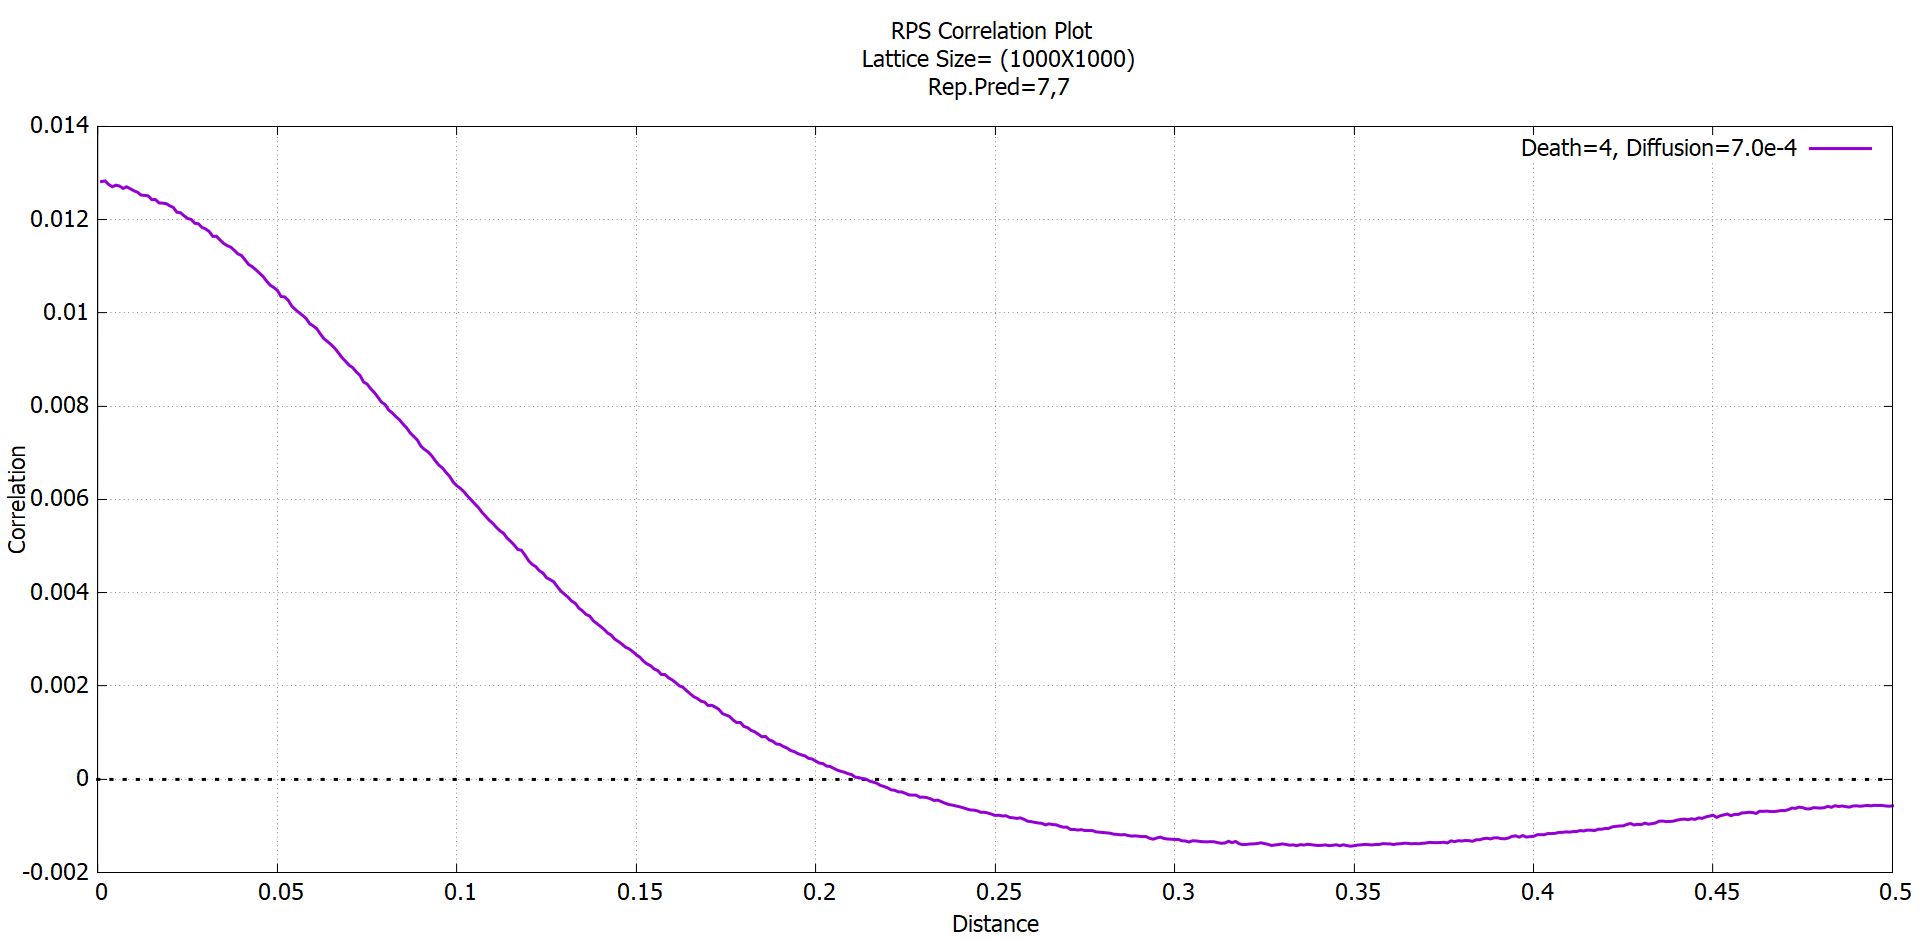 RPS Correlation Plot
Lattice Size= (1000X1000)
Rep.Pred=7,7
Death=4, Diffusion=7.0e-4
0.014
0.012
0.01
0.008
0.006
0.004
0.002
0
-0.002
Correlation
0 0.05 0.1 0.15 0.2 0.25 0.3 0.35 0.4 0.45 0.5
Distance